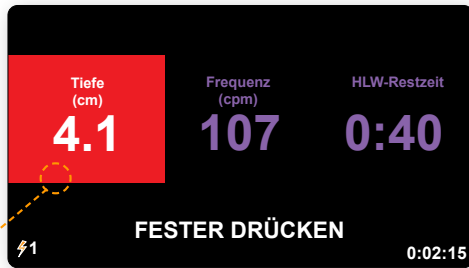 Tiefe
(cm)
4.1
Frequenz
(cpm)
107
HLW-Restzeit
0:40
FESTER DRÜCKEN
1
0:02:15